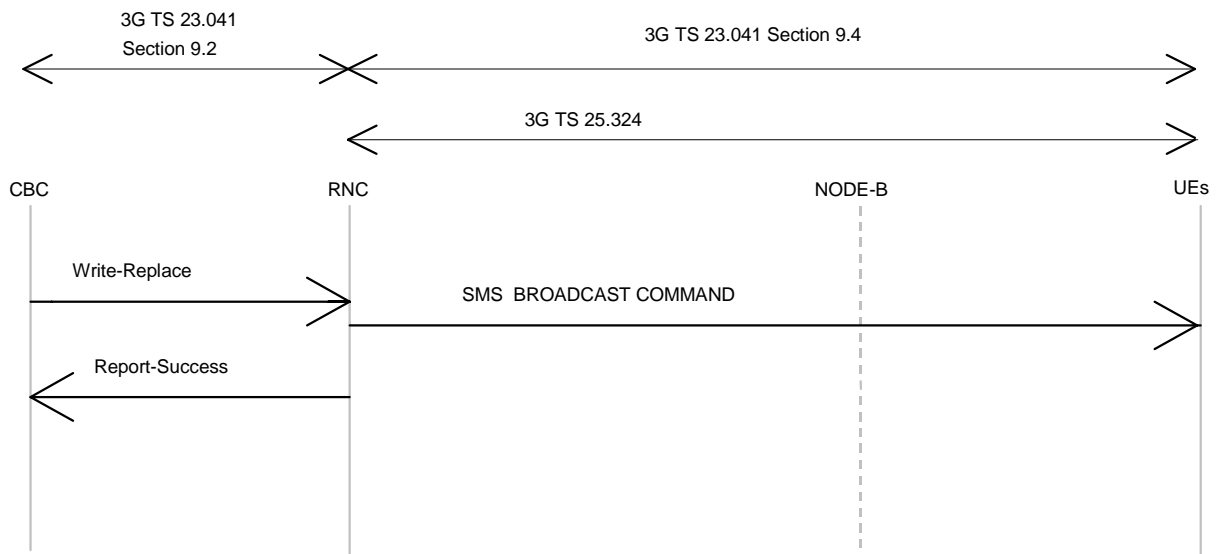 3G TS 23.041
Section 9.2
3G TS 23.041 Section 9.4
3G TS 25.324
CBC
RNC
NODE-B
UEs
Write-Replace
SMS BROADCAST COMMAND
Report-Success